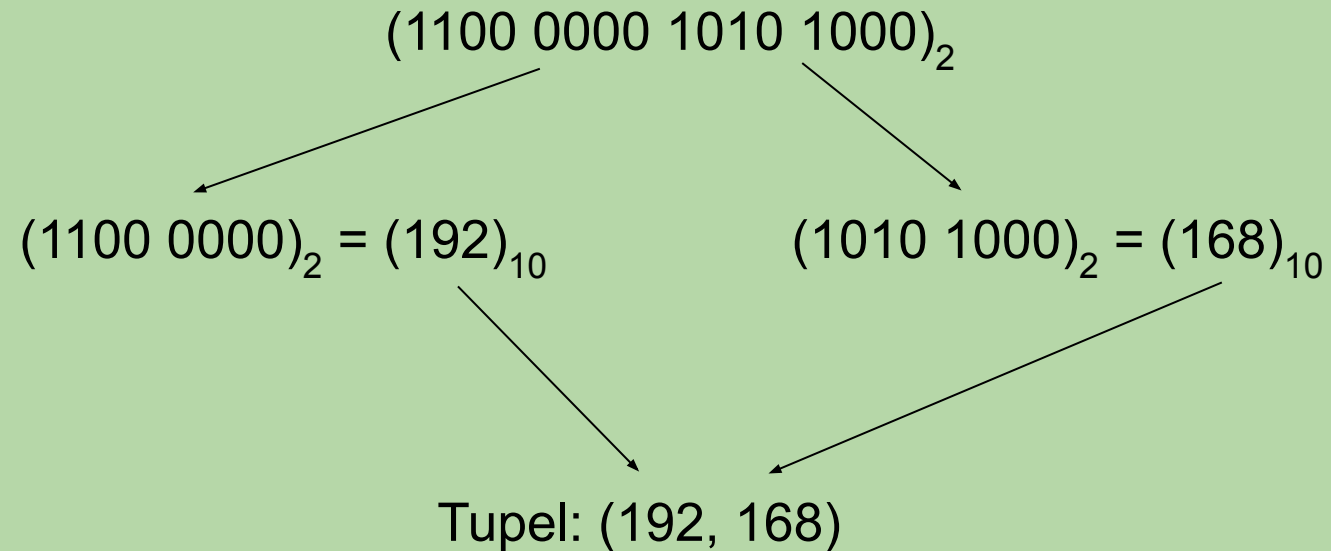 (1100 0000 1010 1000)₂
(1100 0000)₂ = (192)₁₀
(1010 1000)₂ = (168)₁₀
Tupel: (192, 168)